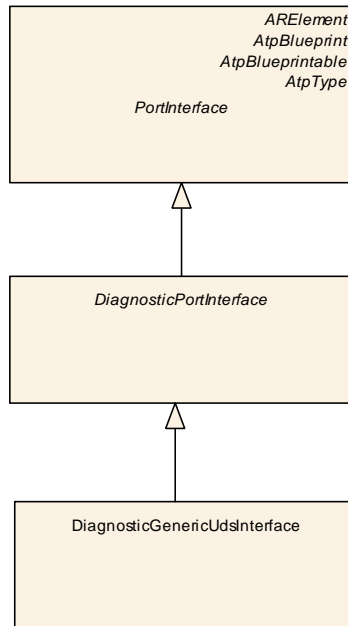 ARElement
AtpBlueprint
AtpBlueprintable
AtpType
PortInterface
DiagnosticPortInterface
DiagnosticGenericUdsInterface